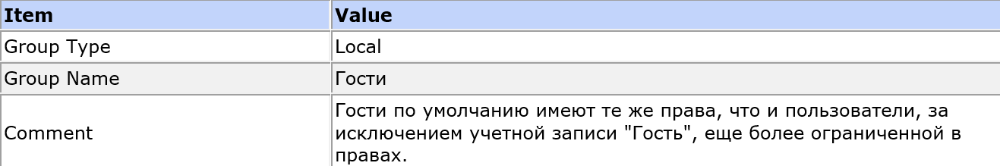 Item Value
Group Type Local
Group Name Гости
Comment Гости по умолчанию имеют те же права, что и пользователи, за
исключением учетной записи "Гость", еще более ограниченной в
правах.